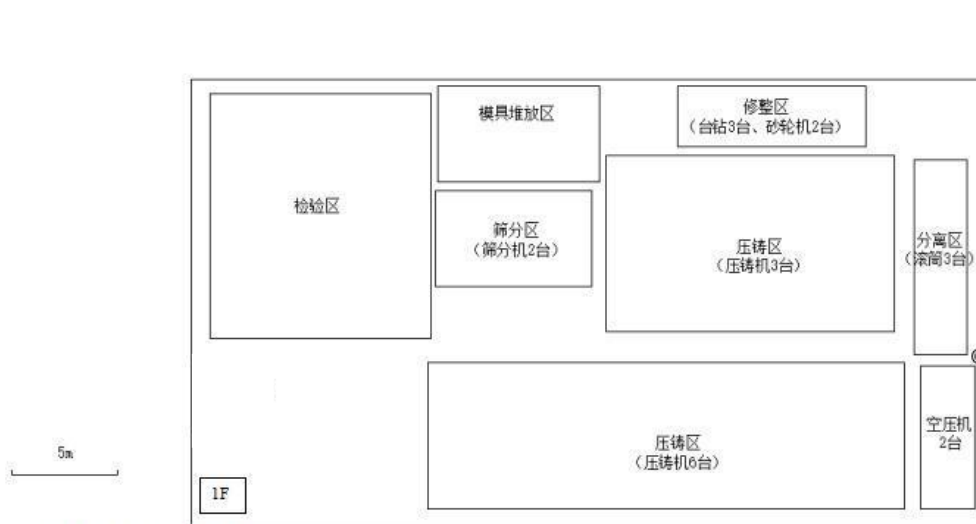 模具堆放区
修整区
（台钻3台、砂轮机2台）
检验区
筛分区
（筛分机2台）
压铸区
（压铸机3台）
分离区
（滚筒3台）
压铸区
（压铸机6台）
空压机
2台
5m
1F